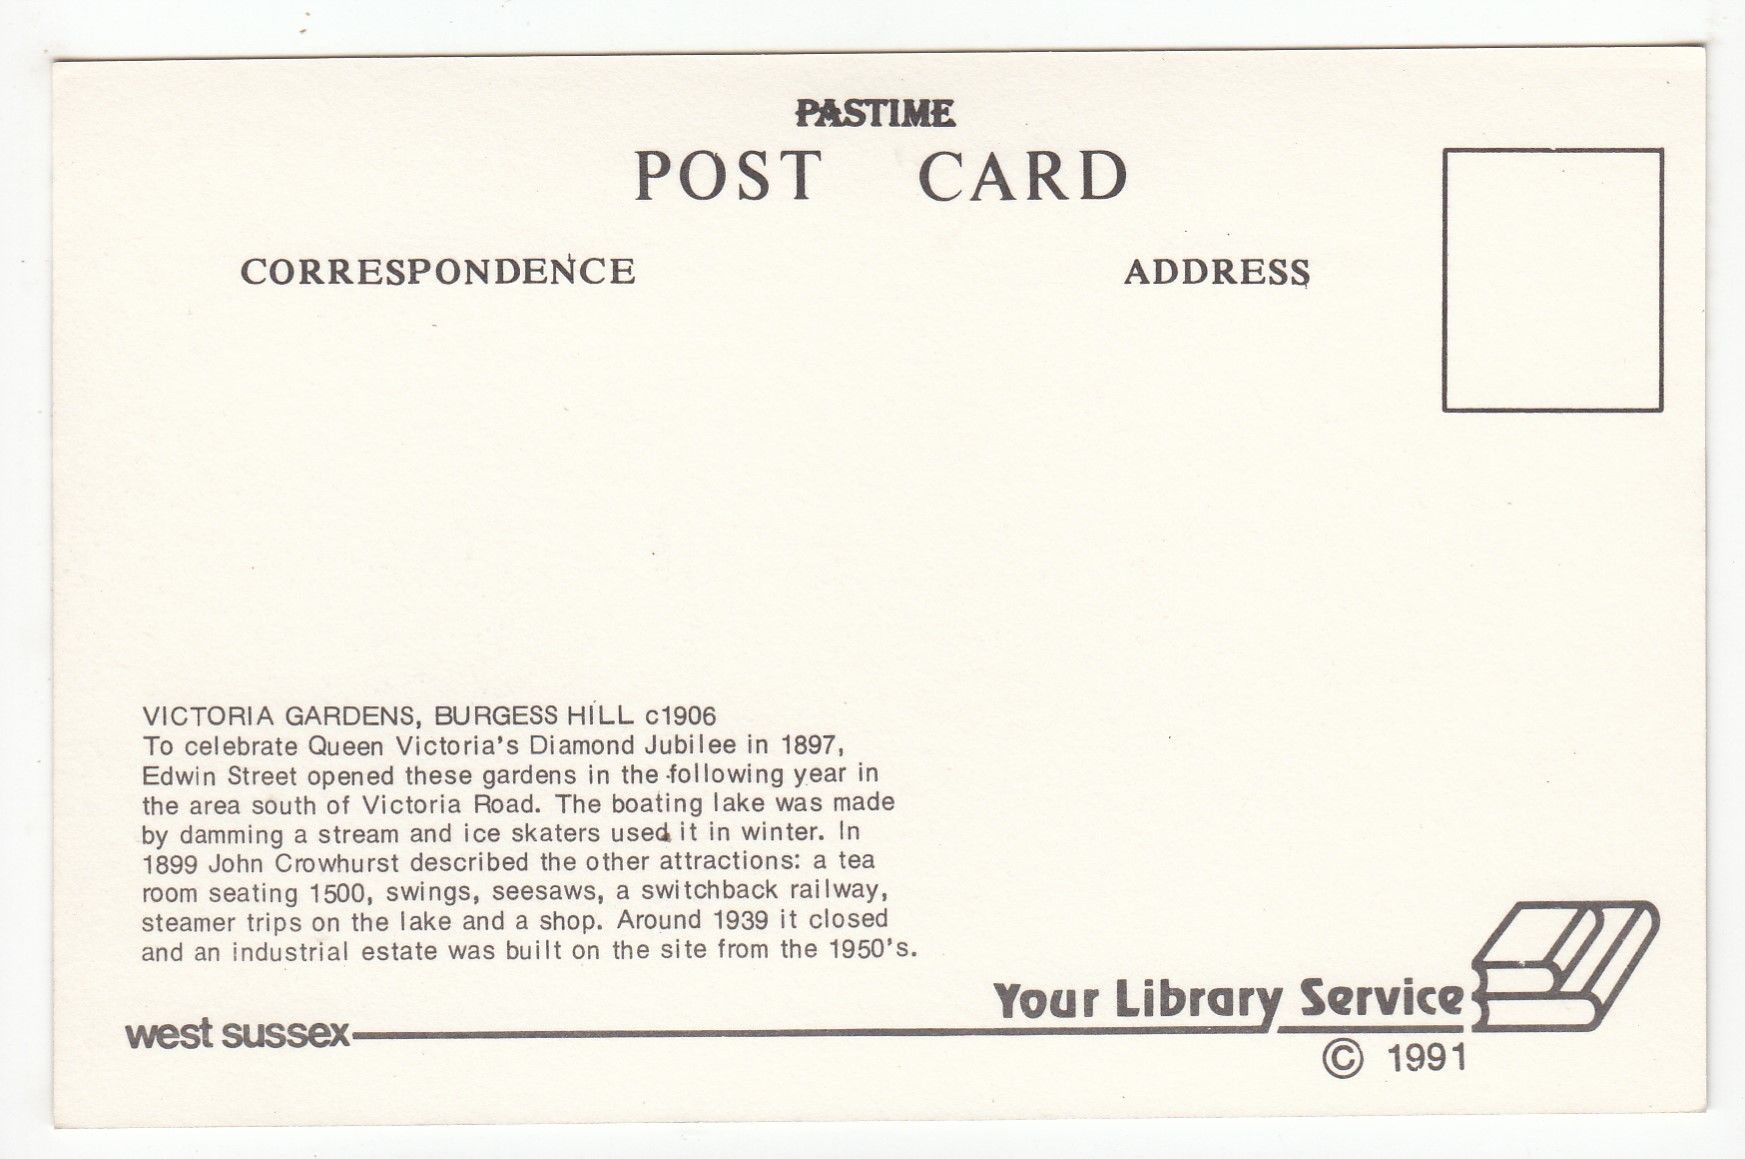 PASTIME
POST CARD
CORRESPONDENCE
ADDRESS
VICTORIA GARDENS, BURGESS HILL c1906
To celebrate Queen Victoria's Diamond Jubilee in 1897,
Edwin Street opened these gardens in the following year in
the area south of Victoria Road. The boating lake was made
by damming a stream and ice skaters used it in winter. In
1899 John Crowhurst described the other attractions: a tea
room seating 1500, swings, seesaws, a switchback railway,
steamer trips on the lake and a shop. Around 1939 it closed
and an industrial estate was built on the site from the 1950's.
Your Library Service
west sussex
© 1991